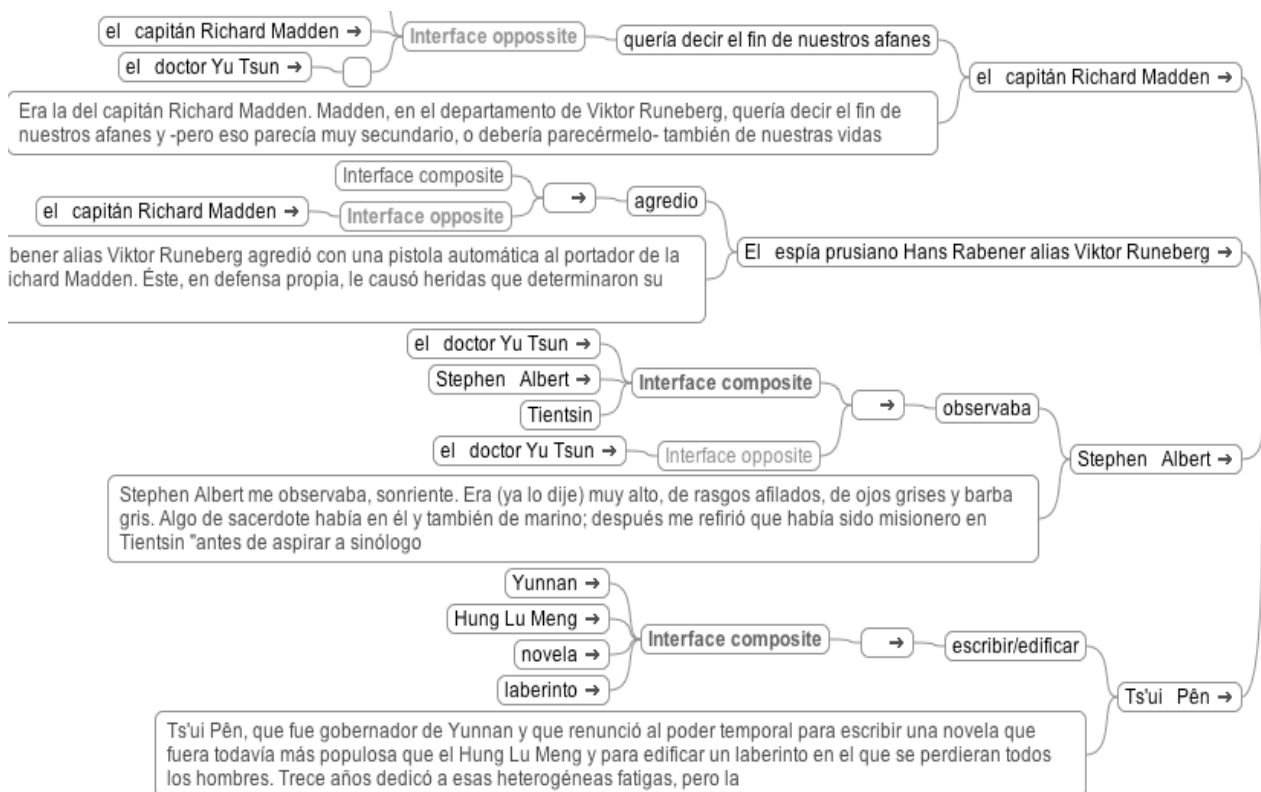 el capitán Richard Madden →
Interface oppossite
quería decir el fin de nuestros afanes
el doctor Yu Tsun →
el capitán Richard Madden →
Era la del capitán Richard Madden. Madden, en el departamento de Viktor Runeberg, quería decir el fin de
nuestros afanes y -pero eso parecía muy secundario, o debería parecérmelo- también de nuestras vidas
Interface composite
→
agredio
el capitán Richard Madden →
Interface opposite
El espía prusiano Hans Rabener alias Viktor Runeberg →
bener alias Viktor Runeberg agredió con una pistola automática al portador de la
ichard Madden. Éste, en defensa propia, le causó heridas que determinaron su
el doctor Yu Tsun →
Stephen Albert →
Interface composite
Tientsin
→
observaba
el doctor Yu Tsun →
Interface opposite
Stephen Albert →
Stephen Albert me observaba, sonriente. Era (ya lo dije) muy alto, de rasgos afilados, de ojos grises y barba
gris. Algo de sacerdote había en él y también de marino; después me refirió que había sido misionero en
Tientsin "antes de aspirar a sinólogo
Yunnan →
Hung Lu Meng →
Interface composite
→
escribir/edificar
novela →
laberinto →
Ts'ui Pên →
Ts'ui Pên, que fue gobernador de Yunnan y que renunció al poder temporal para escribir una novela que
fuera todavía más populosa que el Hung Lu Meng y para edificar un laberinto en el que se perdieran todos
los hombres. Trece años dedicó a esas heterogéneas fatigas, pero la